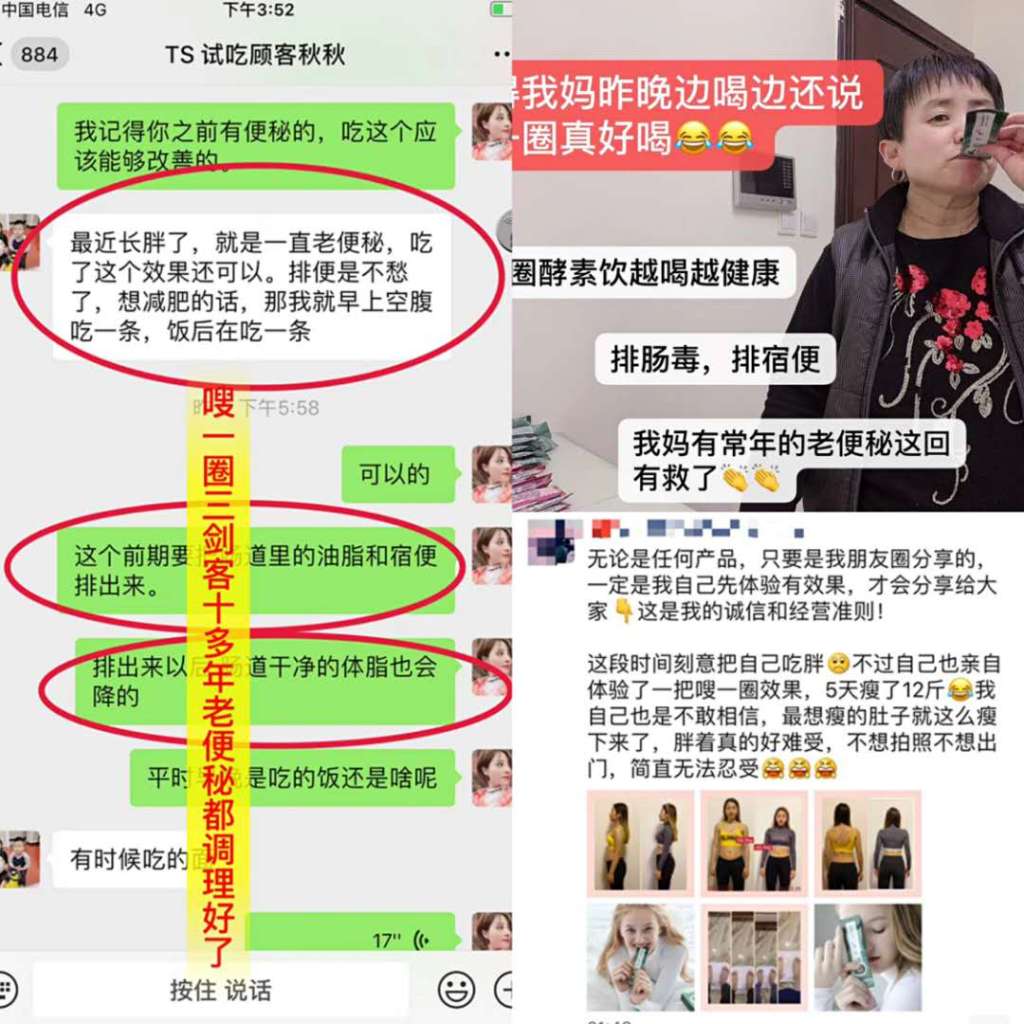 中国电信 4G 下午3:52
884 TS 试吃顾客秋秋
我记得你之前有便秘的，吃这个应
该能够改善的。
最近长胖了，就是一直老便秘，吃
了这个效果还可以。排便是不愁
了，想减肥的话，那我就早上空腹
吃一条，饭后在吃一条
下午5:58
可以的
这个前期要 道里的油脂和宿便
排出来。
排出来以 肠道干净的体脂也会
降的
平时 是吃的饭还是啥呢
有时候吃的
17''
按住 说话
嗖一圈三剑客十多年老便秘都调理好了
我妈昨晚边喝边还说
一圈真好喝😂😂
圈酵素饮越喝越健康
排肠毒，排宿便
我妈有常年的老便秘这回
有救了👏👏
无论是任何产品，只要是我朋友圈分享的，
一定是我自己先体验有效果，才会分享给大
家👇这是我的诚信和经营准则！
这段时间刻意把自己吃胖🥺不过自己也亲自
体验了一把嗖一圈效果，5天瘦了12斤😂我
自己也是不敢相信，最想瘦的肚子就这么瘦
下来了，胖着真的好难受，不想拍照不想出
门，简直无法忍受😂😂😂